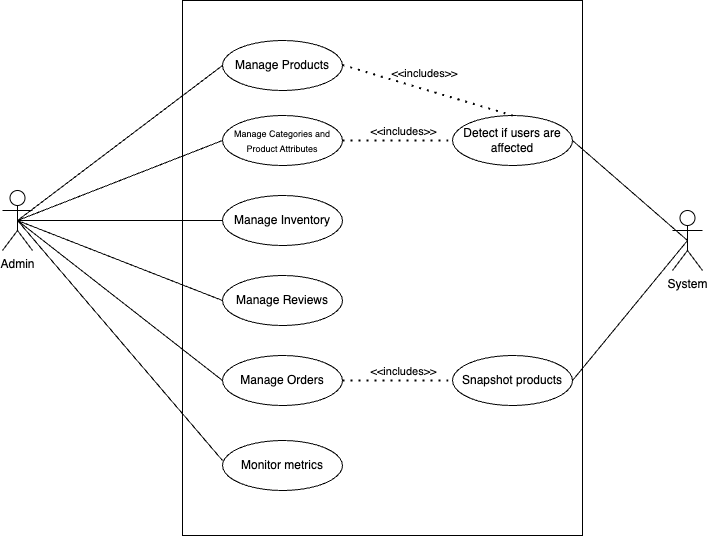 Manage Products
<<includes>>
Manage Categories and
Product Attributes
<<includes>>
Detect if users are
affected
Manage Inventory
Admin
System
Manage Reviews
Manage Orders
<<includes>>
Snapshot products
Monitor metrics